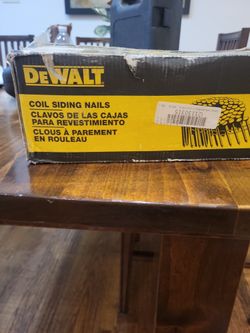 DEWALT
COIL SIDING NAILS
CLAVOS DE LAS CAJAS
PARA REVESTIMIENTO
CLOUS À PAREMENT
EN ROULEAU